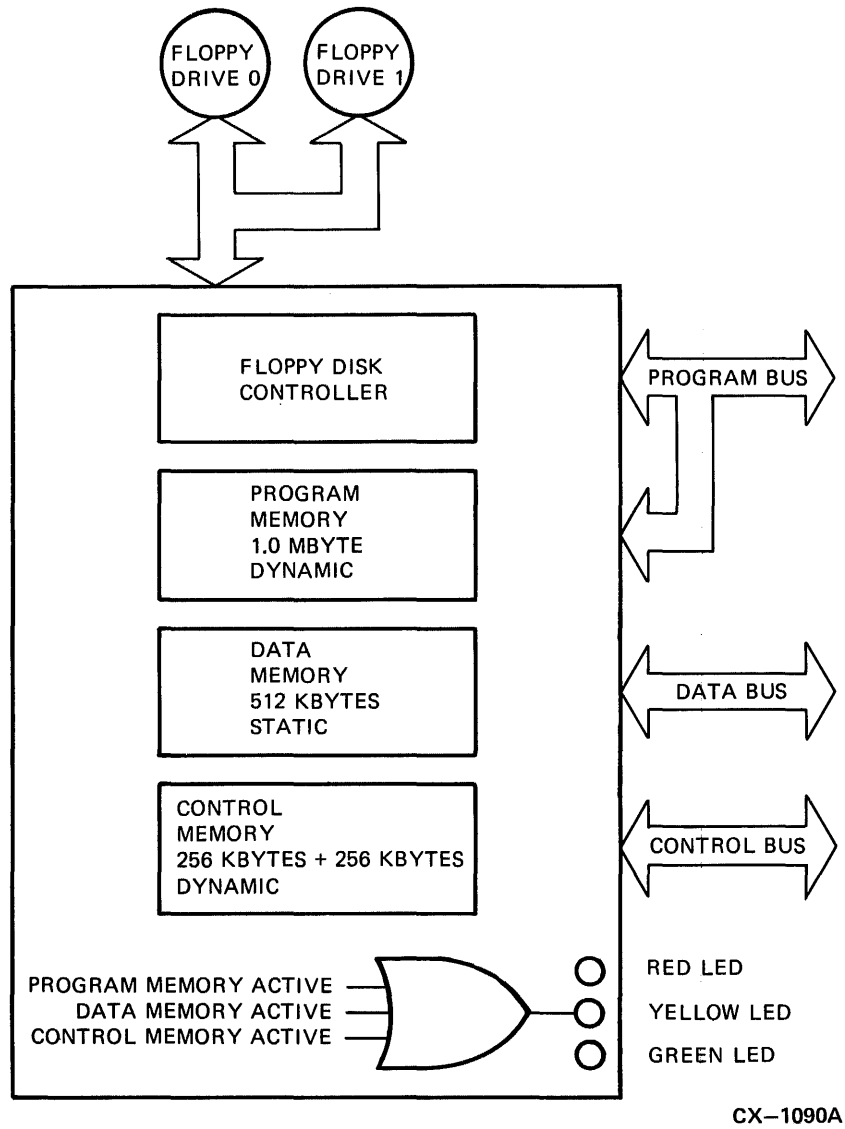 FLOPPY
DRIVE 0
FLOPPY
DRIVE 1
FLOPPY DISK
CONTROLLER
PROGRAM BUS
PROGRAM
MEMORY
1.0 MBYTE
DYNAMIC
DATA
MEMORY
512 KBYTES
STATIC
DATA BUS
CONTROL
MEMORY
256 KBYTES + 256 KBYTES
DYNAMIC
CONTROL BUS
PROGRAM MEMORY ACTIVE
DATA MEMORY ACTIVE
CONTROL MEMORY ACTIVE
RED LED
YELLOW LED
GREEN LED
CX–1090A